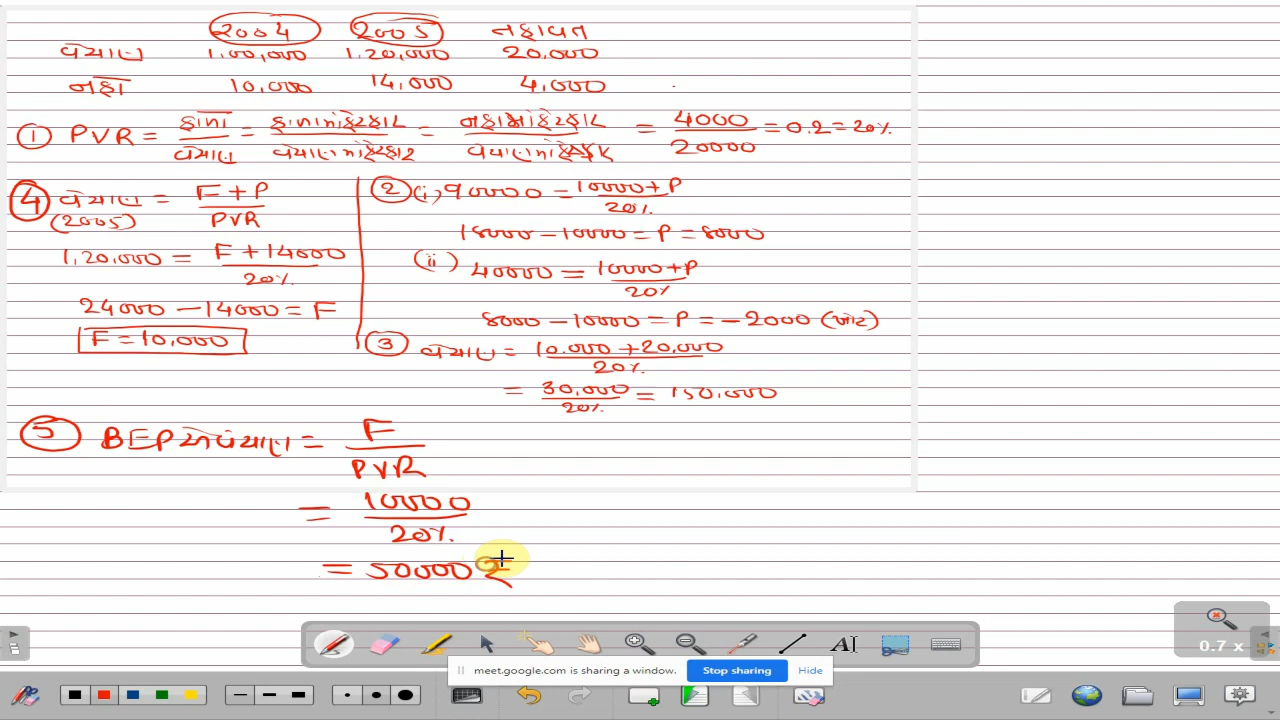 2004 2005 તફાવત
વેચાણ 1,00,000 1,20,000 20,000
નફો 10,000 14,000 4,000
① PVR = ફાળો/વેચાણ = ફાળાનો ફેરફાર/વેચાણનો ફેરફાર = નફાનો ફેરફાર/વેચાણનો ફેરફાર = 4000/20000 = 0.2 = 20%
④ વેચાણ (2005) = F+P/PVR
1,20,000 = F+14000/20%
24000 – 14000 = F
F = 10,000
② (i) 90000 = 10000+P/20%
18000 – 10000 = P = 8000
(ii) 40000 = 10000+P/20%
8000 – 10000 = P = –2000 (ખોટ)
③ વેચાણ = 10,000+20,000/20%
= 30,000/20% = 150,000
⑤ BEP એ વેચાણ = F/PVR
= 10000/20%
= 50000 રૂ
0.7 x
meet.google.com is sharing a window. Stop sharing Hide